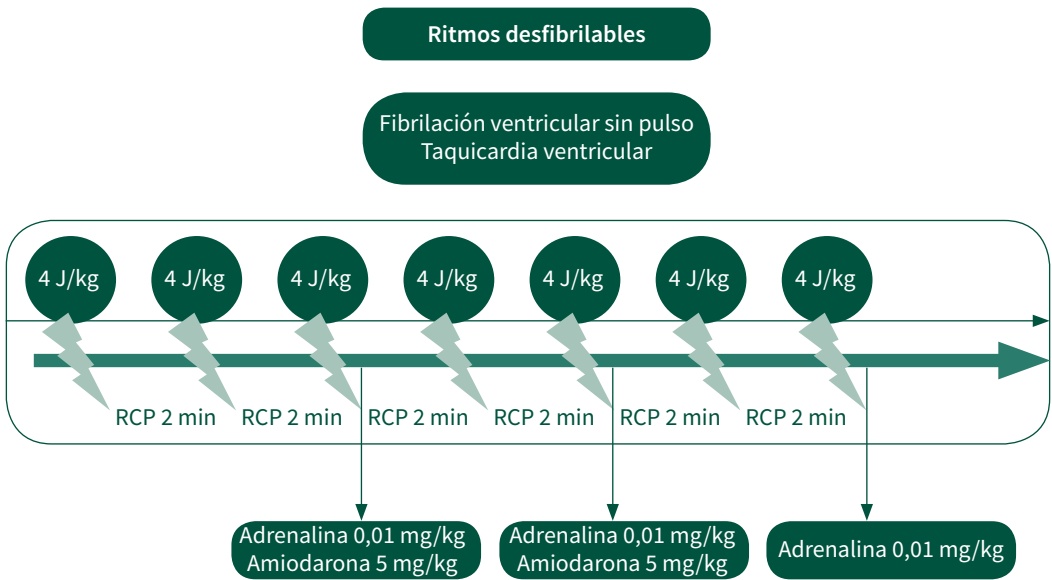 Ritmos desfibrilables
Fibrilación ventricular sin pulso
Taquicardia ventricular
4 J/kg 4 J/kg 4 J/kg 4 J/kg 4 J/kg 4 J/kg 4 J/kg
RCP 2 min RCP 2 min RCP 2 min RCP 2 min RCP 2 min RCP 2 min
Adrenalina 0,01 mg/kg
Amiodarona 5 mg/kg
Adrenalina 0,01 mg/kg
Amiodarona 5 mg/kg
Adrenalina 0,01 mg/kg